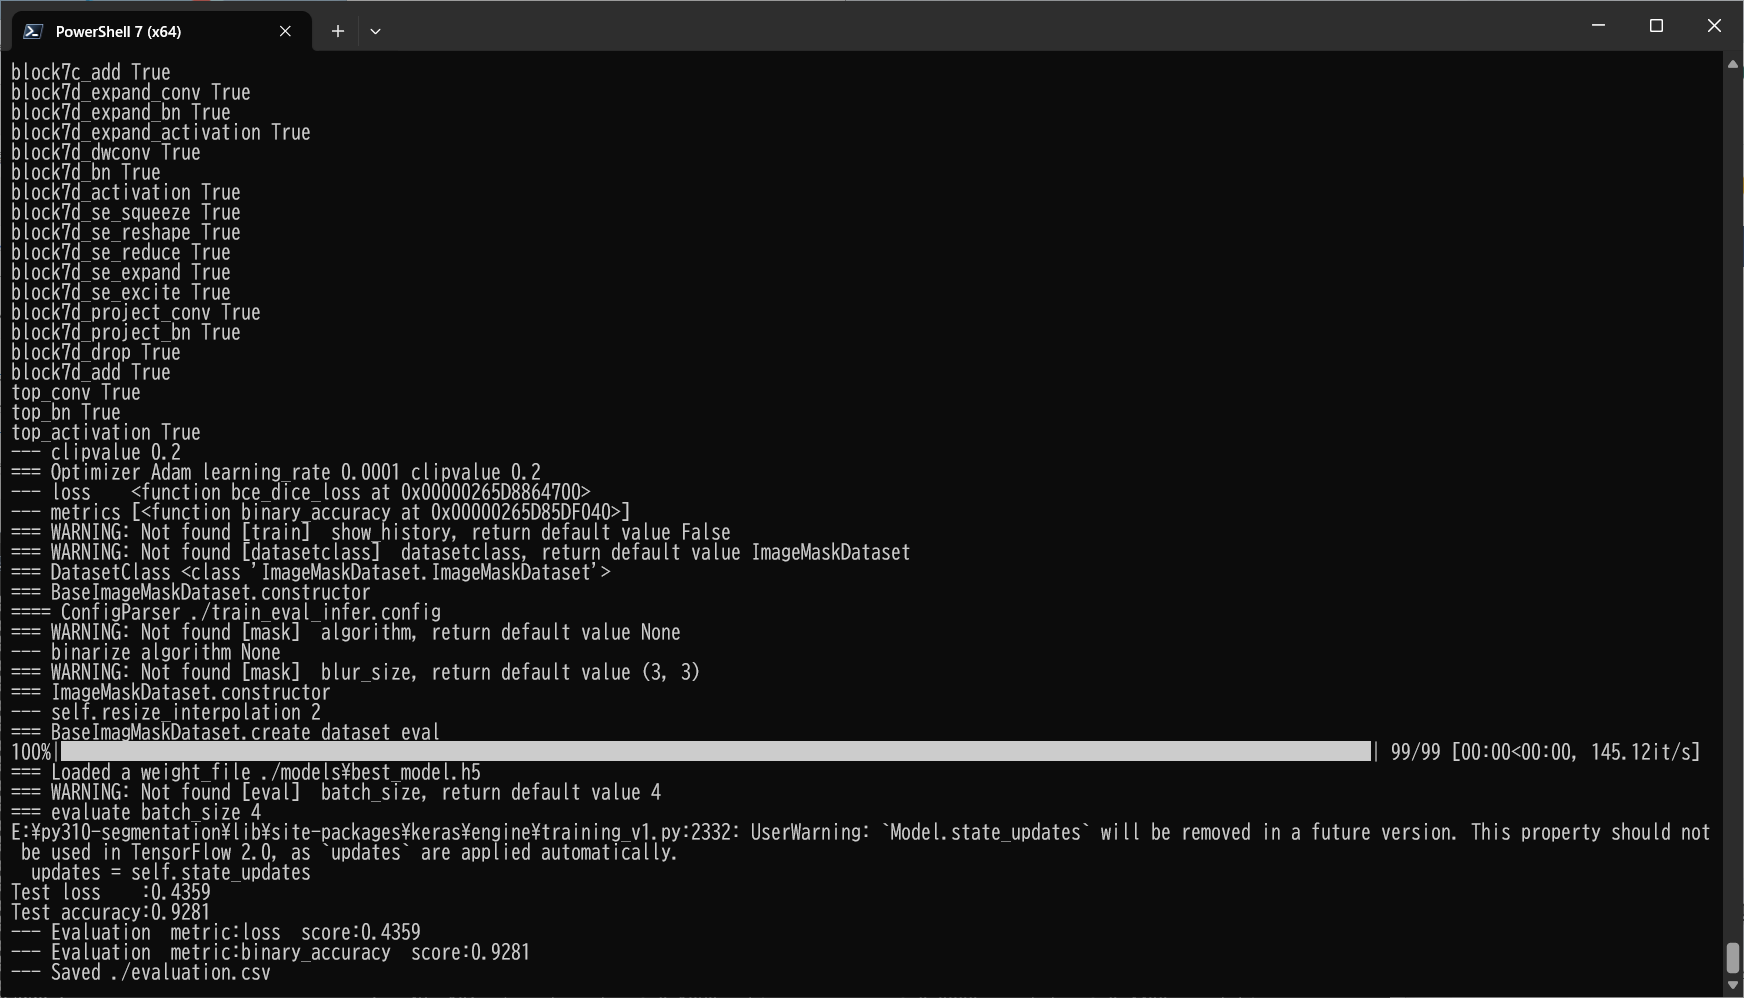 PowerShell 7 (x64)
block7c_add True
block7d_expand_conv True
block7d_expand_bn True
block7d_expand_activation True
block7d_dwconv True
block7d_bn True
block7d_activation True
block7d_se_squeeze True
block7d_se_reshape True
block7d_se_reduce True
block7d_se_expand True
block7d_se_excite True
block7d_project_conv True
block7d_project_bn True
block7d_drop True
block7d_add True
top_conv True
top_bn True
top_activation True
--- clipvalue 0.2
=== Optimizer Adam learning_rate 0.0001 clipvalue 0.2
--- loss    <function bce_dice_loss at 0x00000265D8864700>
--- metrics [<function binary_accuracy at 0x00000265D85DF040>]
=== WARNING: Not found [train]  show_history, return default value False
=== WARNING: Not found [datasetclass]  datasetclass, return default value ImageMaskDataset
=== DatasetClass <class 'ImageMaskDataset.ImageMaskDataset'>
=== BaseImageMaskDataset.constructor
==== ConfigParser ./train_eval_infer.config
=== WARNING: Not found [mask]  algorithm, return default value None
--- binarize algorithm None
=== WARNING: Not found [mask]  blur_size, return default value (3, 3)
=== ImageMaskDataset.constructor
--- self.resize_interpolation 2
=== BaseImagMaskDataset.create dataset eval
100%| | 99/99 [00:00<00:00, 145.12it/s]
=== Loaded a weight_file ./models¥best_model.h5
=== WARNING: Not found [eval]  batch_size, return default value 4
=== evaluate batch_size 4
E:¥py310-segmentation¥lib¥site-packages¥keras¥engine¥training_v1.py:2332: UserWarning: `Model.state_updates` will be removed in a future version. This property should not
 be used in TensorFlow 2.0, as `updates` are applied automatically.
  updates = self.state_updates
Test loss    :0.4359
Test accuracy:0.9281
--- Evaluation  metric:loss  score:0.4359
--- Evaluation  metric:binary_accuracy  score:0.9281
--- Saved ./evaluation.csv